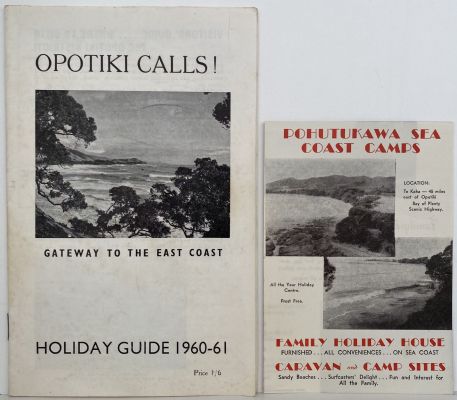 OPOTIKI CALLS!
GATEWAY TO THE EAST COAST
HOLIDAY GUIDE 1960-61
Price 1/6
POHUTUKAWA SEA
COAST CAMPS
LOCATION:
Te Kaha — 45 miles
east of Opotiki
Bay of Plenty
Scenic Highway.
All the Year Holiday
Centre.
Frost Free.
FAMILY HOLIDAY HOUSE
FURNISHED . . . ALL CONVENIENCES . . . ON SEA COAST
CARAVAN and CAMP SITES
Sandy Beaches . . . Surfcasters' Delight . . . Fun and Interest for
All the Family.